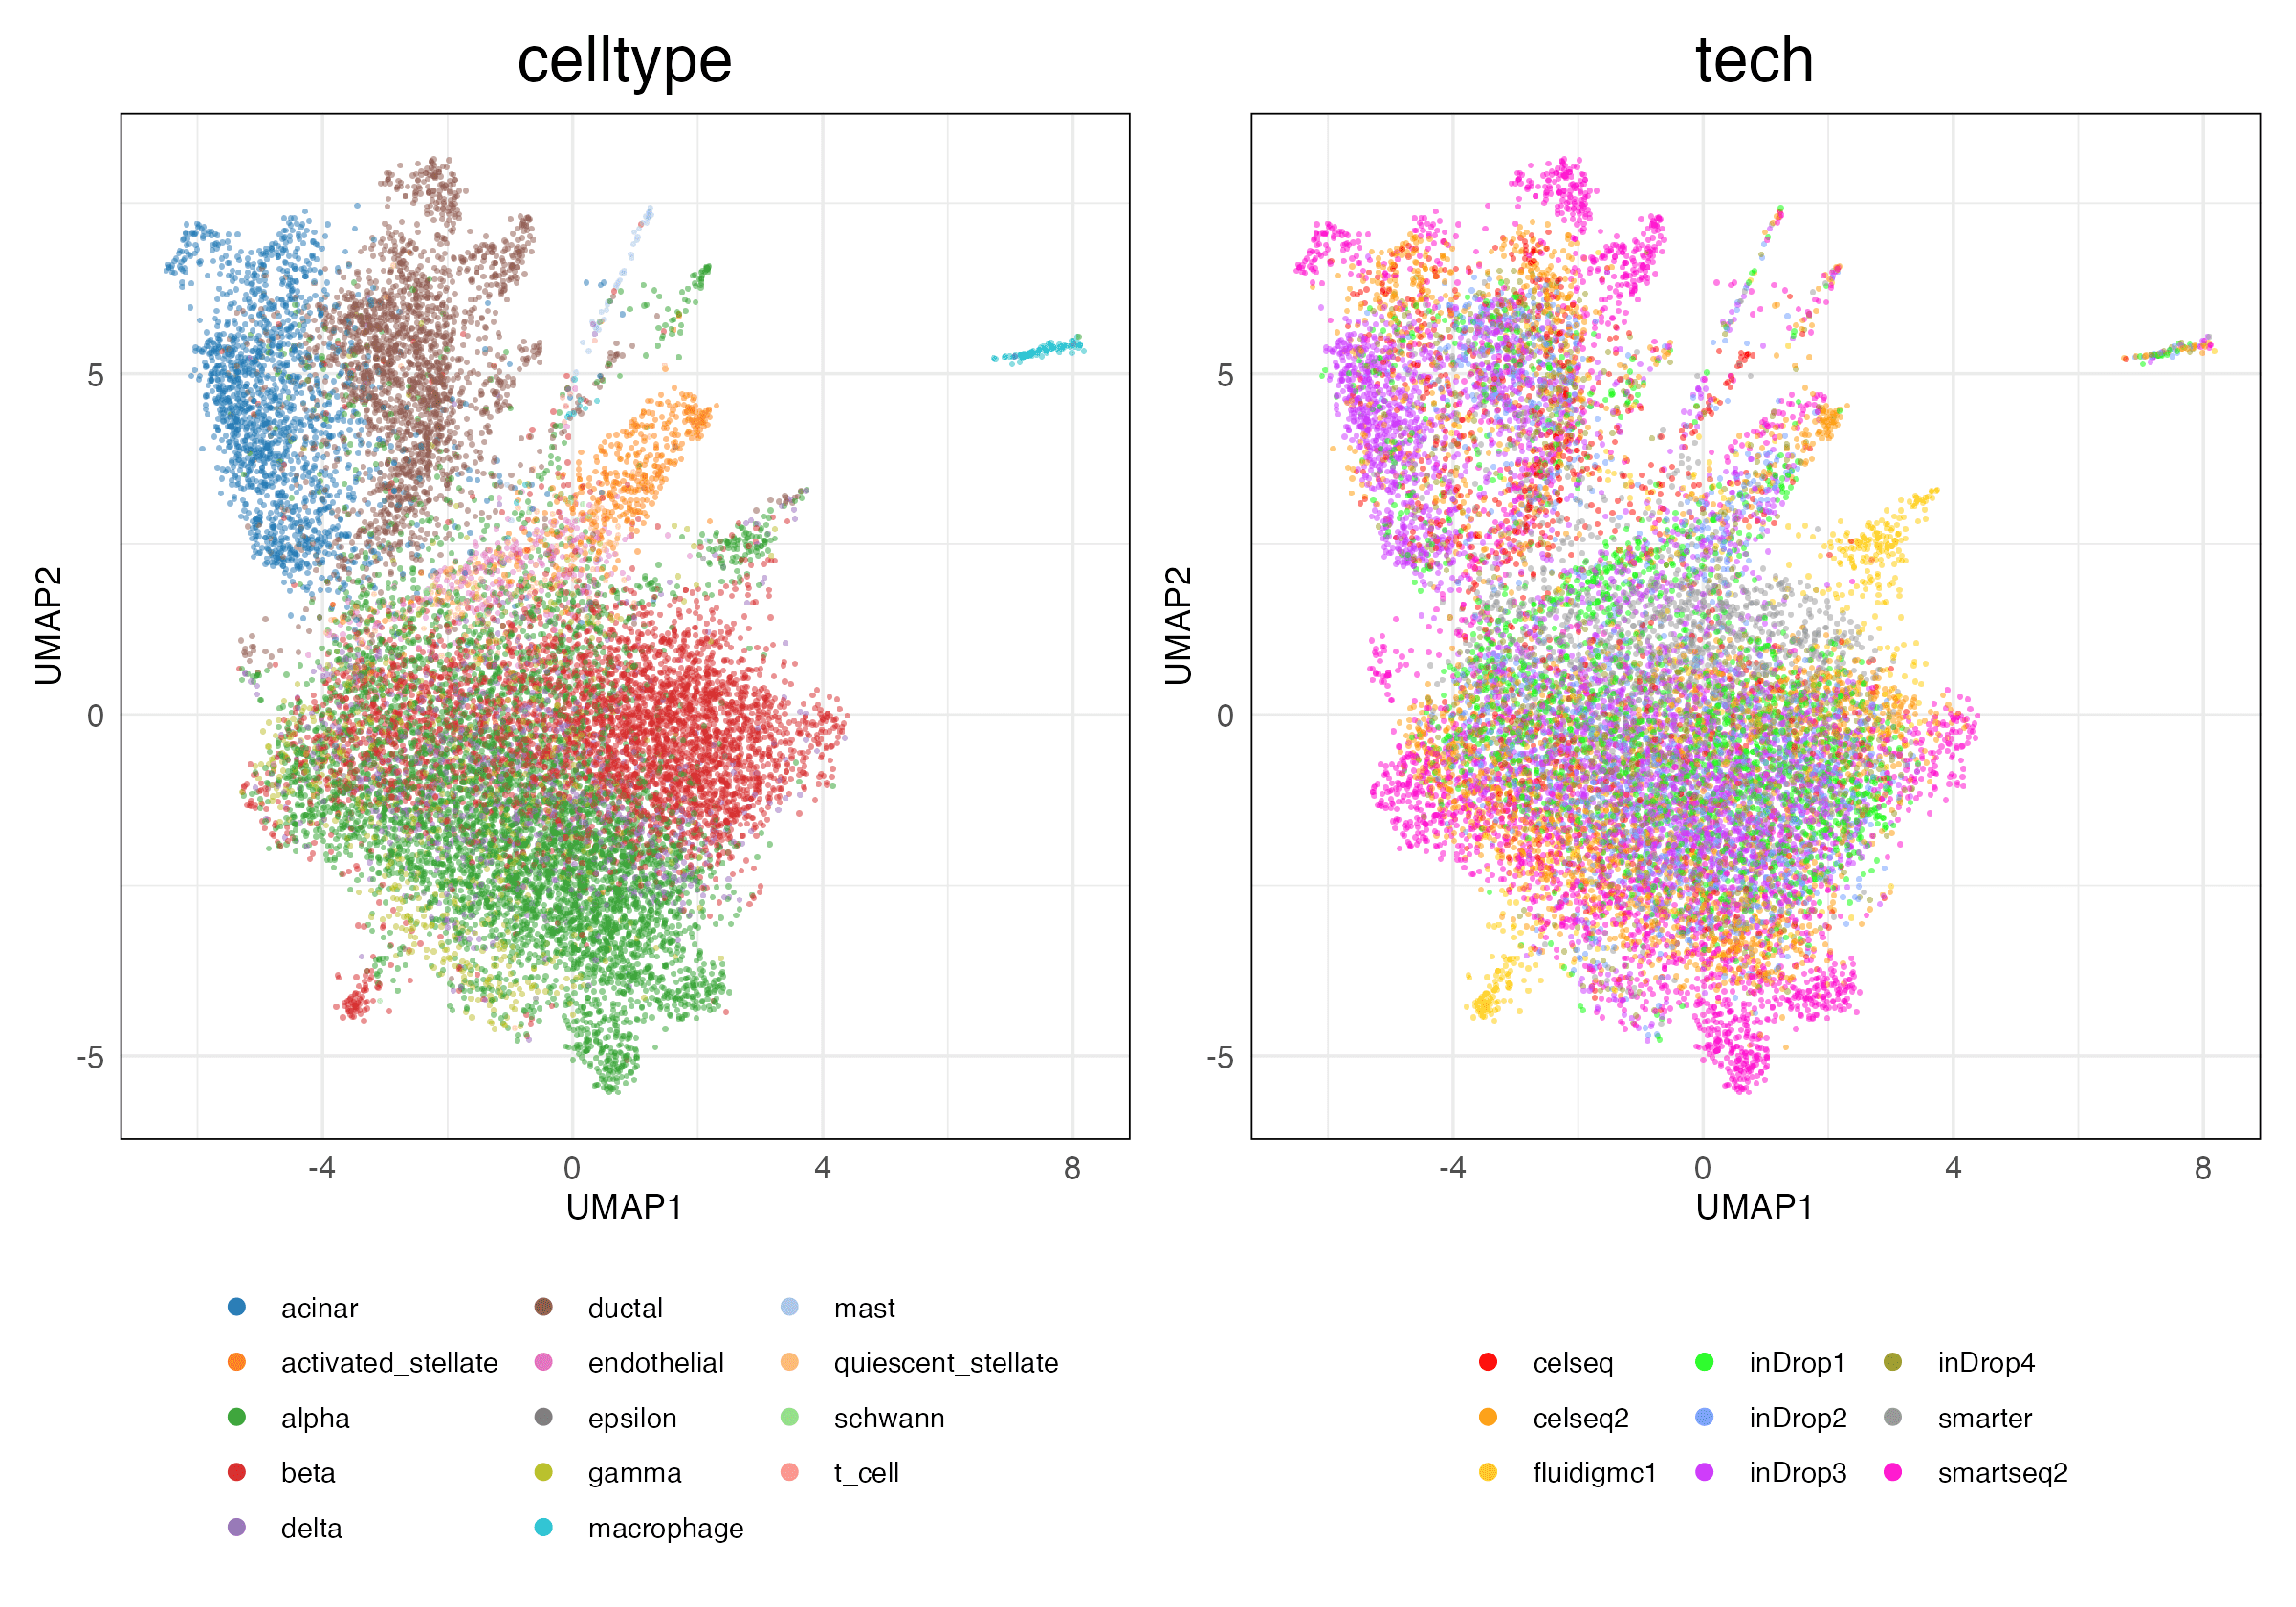 celltype
tech
5
0
-5
UMAP2
-4 0 4 8
UMAP1
5
0
-5
UMAP2
-4 0 4 8
UMAP1
acinar ductal mast
activated_stellate endothelial quiescent_stellate
alpha epsilon schwann
beta gamma t_cell
delta macrophage
celseq inDrop1 inDrop4
celseq2 inDrop2 smarter
fluidigmc1 inDrop3 smartseq2